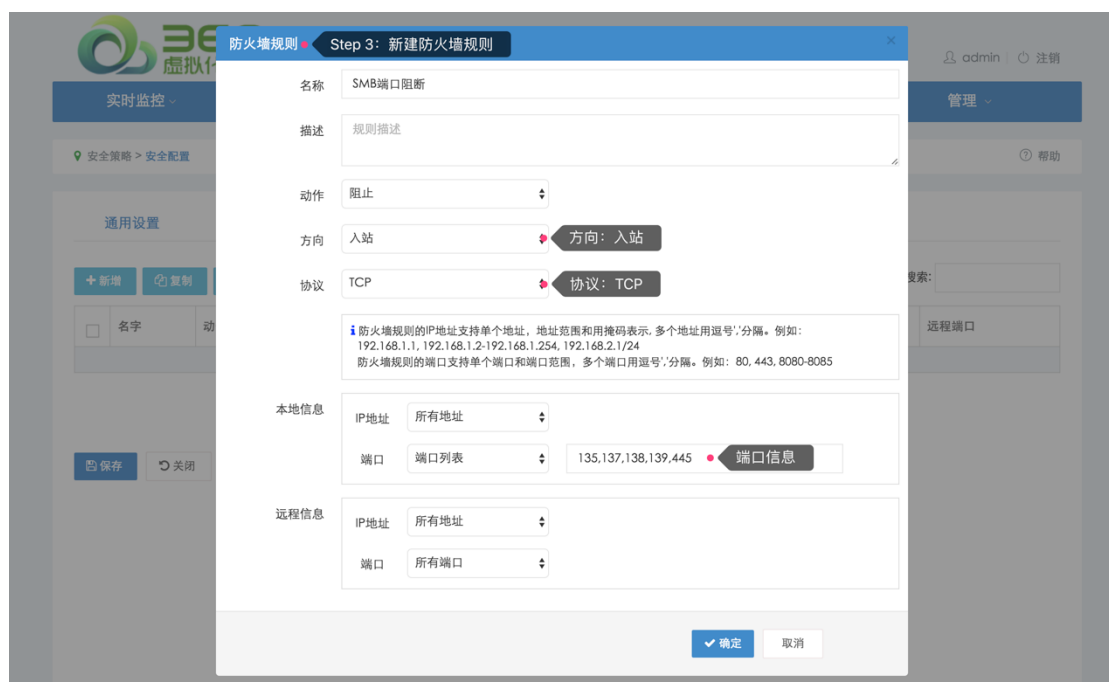 防火墙规则
Step 3：新建防火墙规则
×
admin
注销
实时监控
管理
安全策略 > 安全配置
帮助
通用设置
新增
复制
搜索:
名字
动
远程端口
保存
关闭
名称
SMB端口阻断
描述
规则描述
动作
阻止
方向
入站
方向：入站
协议
TCP
协议：TCP
防火墙规则的IP地址支持单个地址，地址范围和用掩码表示, 多个地址用逗号','分隔。例如：
192.168.1.1, 192.168.1.2-192.168.1.254, 192.168.2.1/24
防火墙规则的端口支持单个端口和端口范围，多个端口用逗号','分隔。例如：80, 443, 8080-8085
本地信息
IP地址
所有地址
端口
端口列表
135,137,138,139,445
端口信息
远程信息
IP地址
所有地址
端口
所有端口
确定
取消